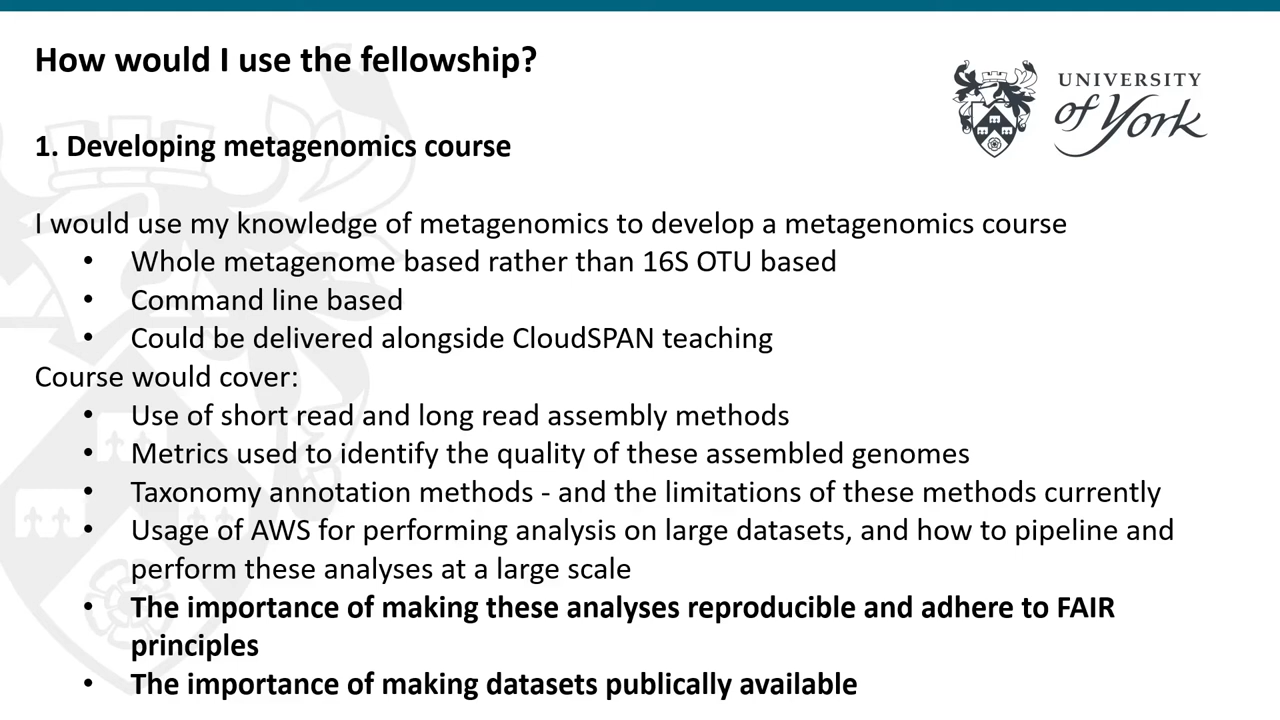 How would I use the fellowship?
UNIVERSITY
of York
1. Developing metagenomics course
I would use my knowledge of metagenomics to develop a metagenomics course
• Whole metagenome based rather than 16S OTU based
• Command line based
• Could be delivered alongside CloudSPAN teaching
Course would cover:
• Use of short read and long read assembly methods
• Metrics used to identify the quality of these assembled genomes
• Taxonomy annotation methods - and the limitations of these methods currently
• Usage of AWS for performing analysis on large datasets, and how to pipeline and
perform these analyses at a large scale
• The importance of making these analyses reproducible and adhere to FAIR
principles
• The importance of making datasets publically available